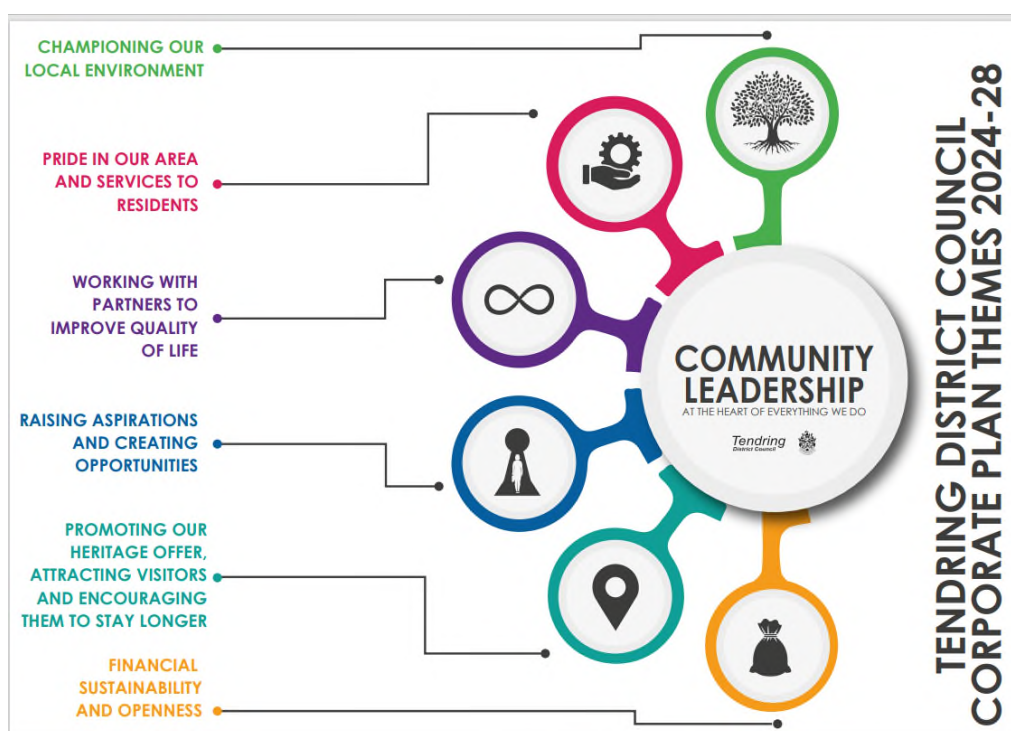 CHAMPIONING OUR
LOCAL ENVIRONMENT
PRIDE IN OUR AREA
AND SERVICES TO
RESIDENTS
WORKING WITH
PARTNERS TO
IMPROVE QUALITY
OF LIFE
RAISING ASPIRATIONS
AND CREATING
OPPORTUNITIES
PROMOTING OUR
HERITAGE OFFER,
ATTRACTING VISITORS
AND ENCOURAGING
THEM TO STAY LONGER
FINANCIAL
SUSTAINABILITY
AND OPENNESS
COMMUNITY
LEADERSHIP
AT THE HEART OF EVERYTHING WE DO
Tendring
District Council
TENDRING DISTRICT COUNCIL
CORPORATE PLAN THEMES 2024-28